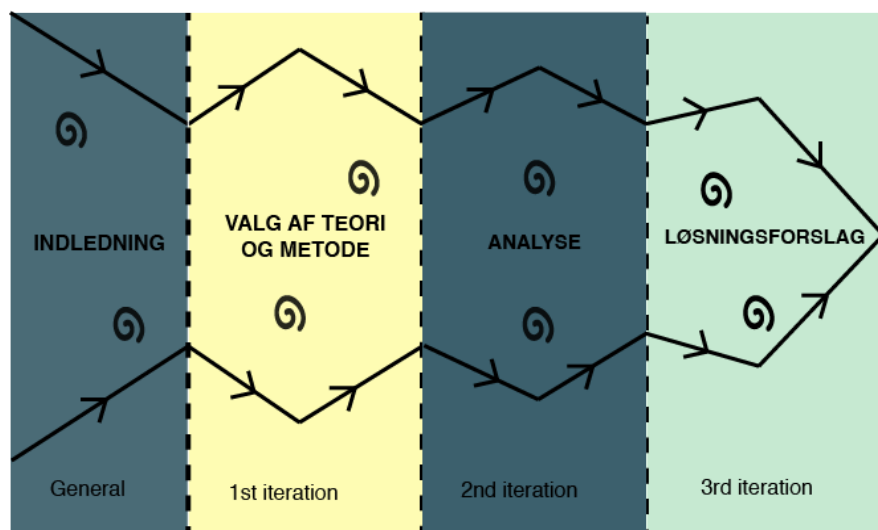 INDLEDNING
VALG AF TEORI
OG METODE
ANALYSE
LØSNINGSFORSLAG
General
1st iteration
2nd iteration
3rd iteration